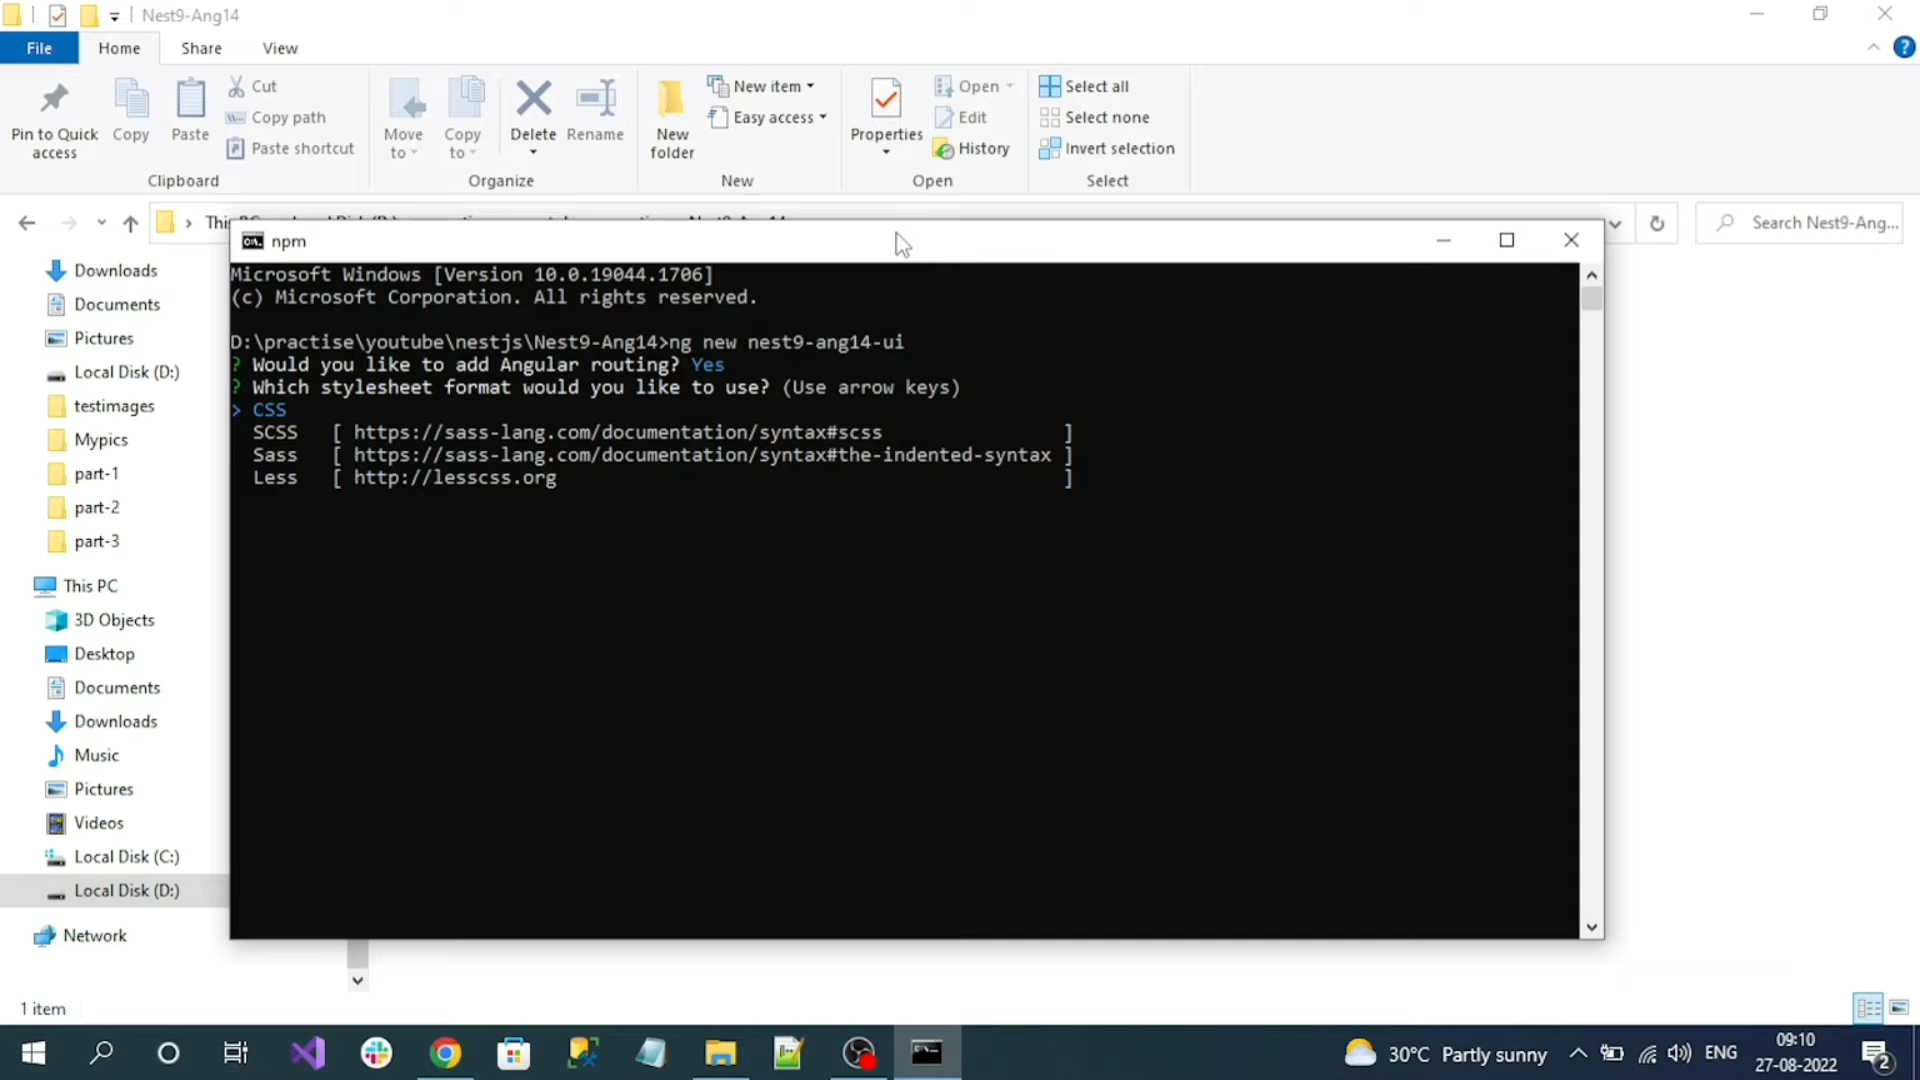 Nest9-Ang14
File
Home
Share
View
Pin to Quick access
Copy
Paste
Cut
Copy path
Paste shortcut
Clipboard
Move to
Copy to
Delete
Rename
Organize
New folder
New item
Easy access
New
Properties
Open
Edit
History
Open
Select all
Select none
Invert selection
Select
Search Nest9-Ang...
Downloads
Documents
Pictures
Local Disk (D:)
testimages
Mypics
part-1
part-2
part-3
This PC
3D Objects
Desktop
Documents
Downloads
Music
Pictures
Videos
Local Disk (C:)
Local Disk (D:)
Network
1 item
npm
Microsoft Windows [Version 10.0.19044.1706]
(c) Microsoft Corporation. All rights reserved.
D:\practise\youtube\nestjs\Nest9-Ang14>ng new nest9-ang14-ui
? Would you like to add Angular routing? Yes
? Which stylesheet format would you like to use? (Use arrow keys)
> CSS
SCSS [ https://sass-lang.com/documentation/syntax#scss ]
Sass [ https://sass-lang.com/documentation/syntax#the-indented-syntax ]
Less [ http://lesscss.org ]
30°C Partly sunny
ENG
09:10
27-08-2022
2